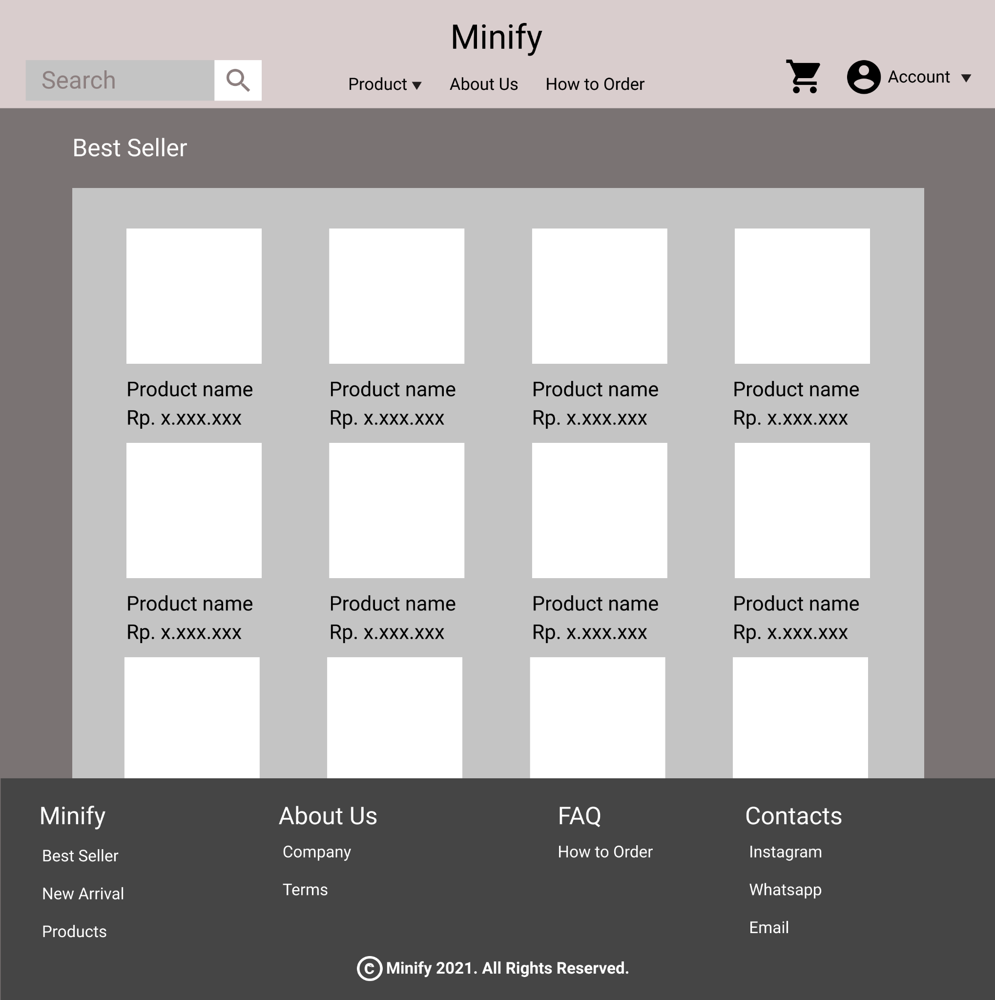 Minify
Search
Product ▼ About Us How to Order
Account ▼
Best Seller
Product name Product name Product name Product name
Rp. x.xxx.xxx Rp. x.xxx.xxx Rp. x.xxx.xxx Rp. x.xxx.xxx
Product name Product name Product name Product name
Rp. x.xxx.xxx Rp. x.xxx.xxx Rp. x.xxx.xxx Rp. x.xxx.xxx
Minify
Best Seller
New Arrival
Products
About Us
Company
Terms
FAQ
How to Order
Contacts
Instagram
Whatsapp
Email
© Minify 2021. All Rights Reserved.